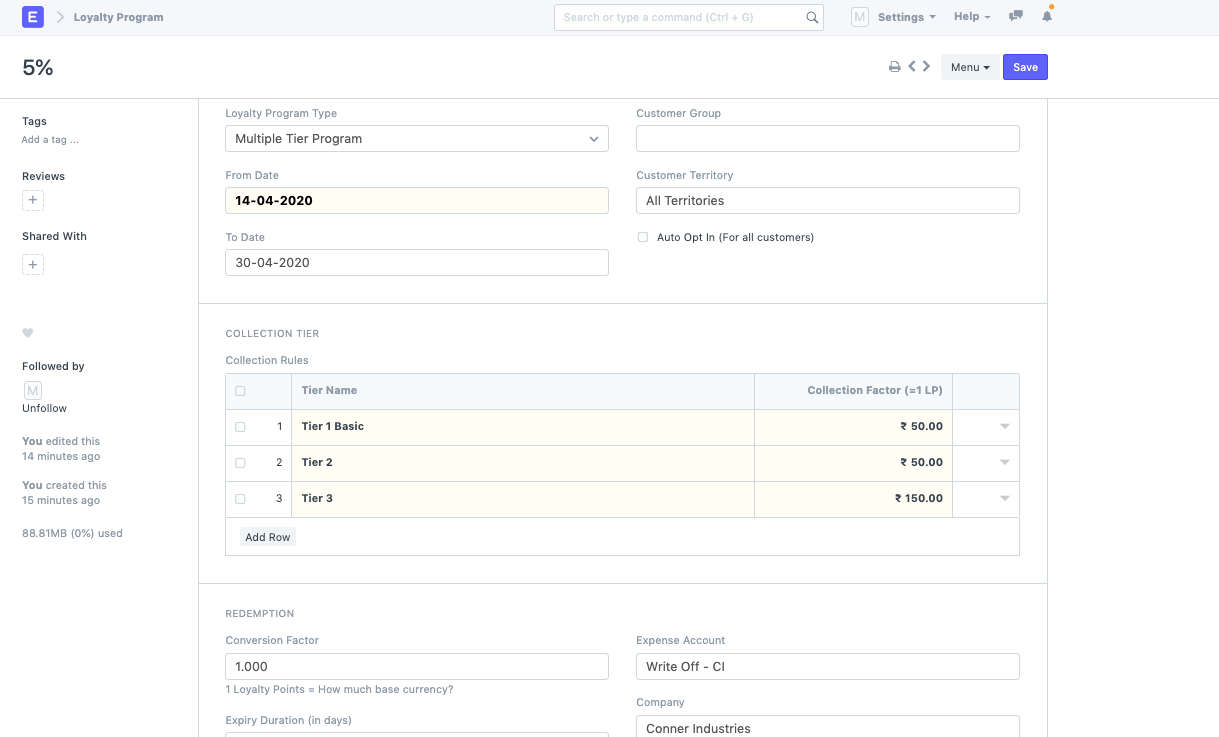 E Loyalty Program Search or type a command (Ctrl + G) M Settings Help
5% Menu Save
Tags
Add a tag ...
Reviews
+
Shared With
+
Followed by
M
Unfollow
You edited this
14 minutes ago
You created this
15 minutes ago
88.81MB (0%) used
Loyalty Program Type
Multiple Tier Program
From Date
14-04-2020
To Date
30-04-2020
Customer Group
Customer Territory
All Territories
Auto Opt In (For all customers)
COLLECTION TIER
Collection Rules
Tier Name Collection Factor (=1 LP)
1 Tier 1 Basic ₹ 50.00
2 Tier 2 ₹ 50.00
3 Tier 3 ₹ 150.00
Add Row
REDEMPTION
Conversion Factor
1.000
1 Loyalty Points = How much base currency?
Expiry Duration (in days)
Expense Account
Write Off - CI
Company
Conner Industries